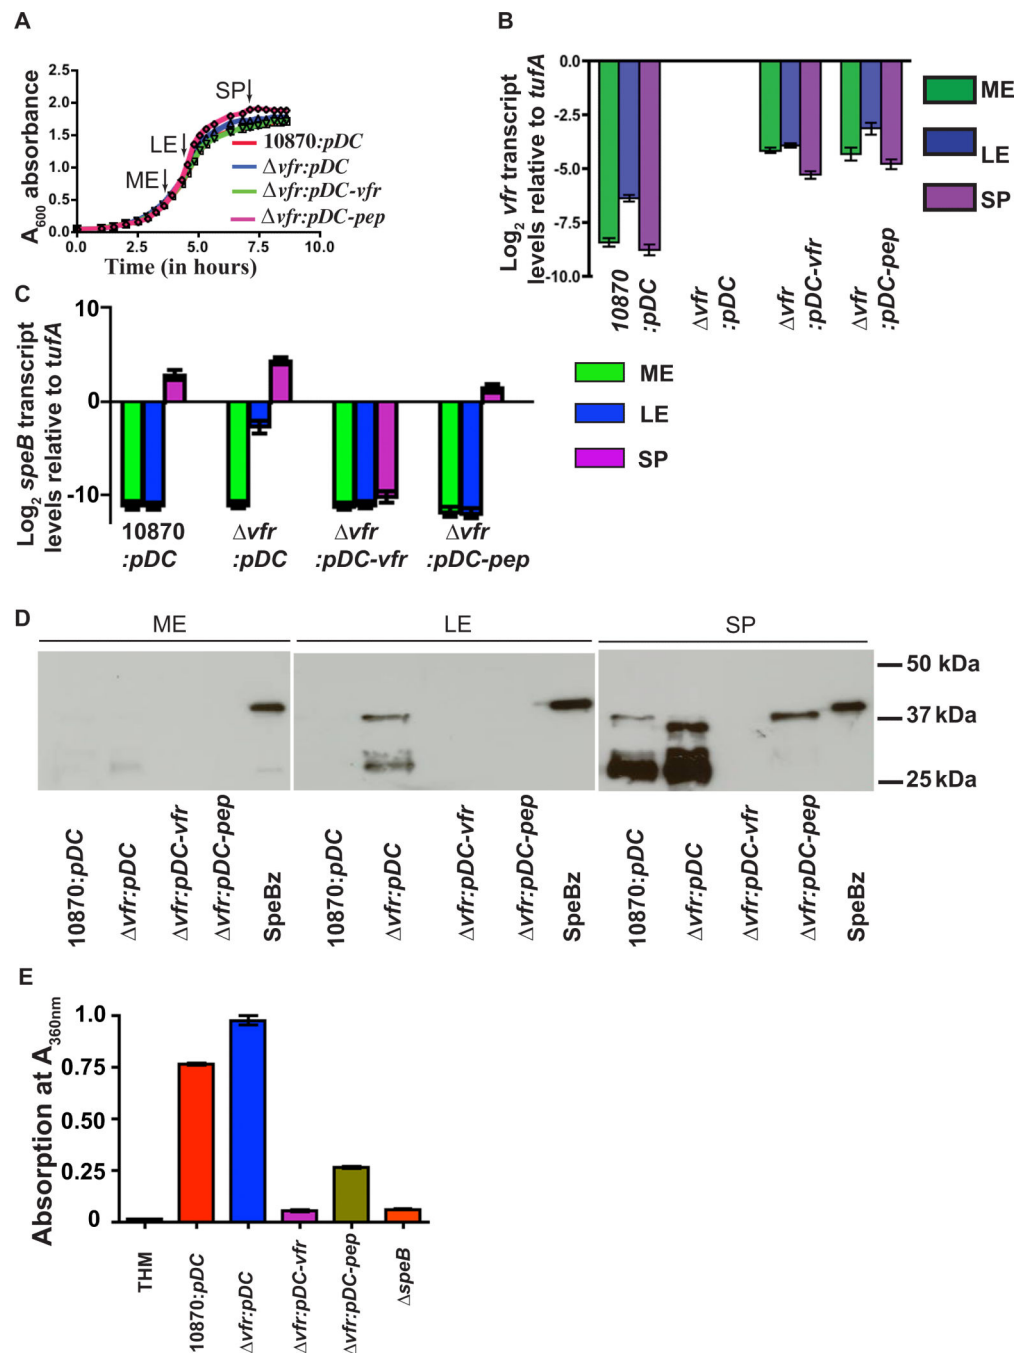 A
A600 absorbance
2.5
2.0
1.5
1.0
0.5
0.0
0.0
2.5
5.0
7.5
10.0
Time (in hours)
ME
LE
SP
10870:pDC
Δvfr:pDC
Δvfr:pDC-vfr
Δvfr:pDC-pep
B
Log2 vfr transcript
levels relative to tufA
0.0
-2.5
-5.0
-7.5
-10.0
10870
:pDC
Δvfr
:pDC
Δvfr
:pDC-vfr
Δvfr
:pDC-pep
ME
LE
SP
C
Log2 speB transcript
levels relative to tufA
10
0
-10
10870
:pDC
Δvfr
:pDC
Δvfr
:pDC-vfr
Δvfr
:pDC-pep
ME
LE
SP
D
ME
LE
SP
50 kDa
37 kDa
25 kDa
10870:pDC
Δvfr:pDC
Δvfr:pDC-vfr
Δvfr:pDC-pep
SpeBz
10870:pDC
Δvfr:pDC
Δvfr:pDC-vfr
Δvfr:pDC-pep
SpeBz
10870:pDC
Δvfr:pDC
Δvfr:pDC-vfr
Δvfr:pDC-pep
SpeBz
E
Absorption at A360nm
1.0
0.75
0.50
0.25
0
THM
10870:pDC
Δvfr:pDC
Δvfr:pDC-vfr
Δvfr:pDC-pep
ΔspeB